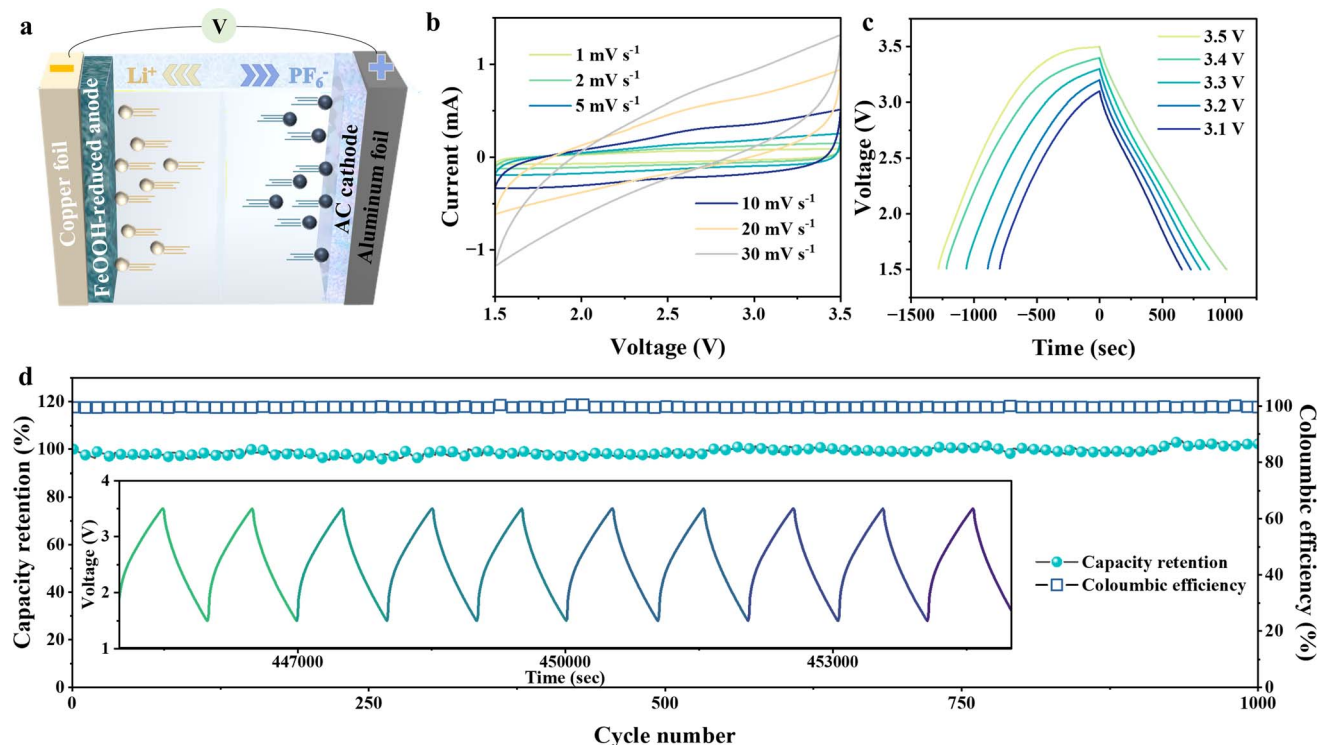 a
V
Li⁺
PF₆⁻
Copper foil
FeOOH-reduced anode
AC cathode
Aluminum foil
b
1 mV s⁻¹
2 mV s⁻¹
5 mV s⁻¹
10 mV s⁻¹
20 mV s⁻¹
30 mV s⁻¹
Current (mA)
1
0
−1
1.5 2.0 2.5 3.0 3.5
Voltage (V)
c
3.5 V
3.4 V
3.3 V
3.2 V
3.1 V
Voltage (V)
3.5
3.0
2.5
2.0
1.5
−1500 −1000 −500 0 500 1000
Time (sec)
d
Capacity retention (%)
120
100
80
60
40
20
0
Coloumbic efficiency (%)
100
80
60
40
20
0
Voltage (V)
4
3
2
1
447000 450000 453000
Time (sec)
Capacity retention
Coloumbic efficiency
0 250 500 750 1000
Cycle number